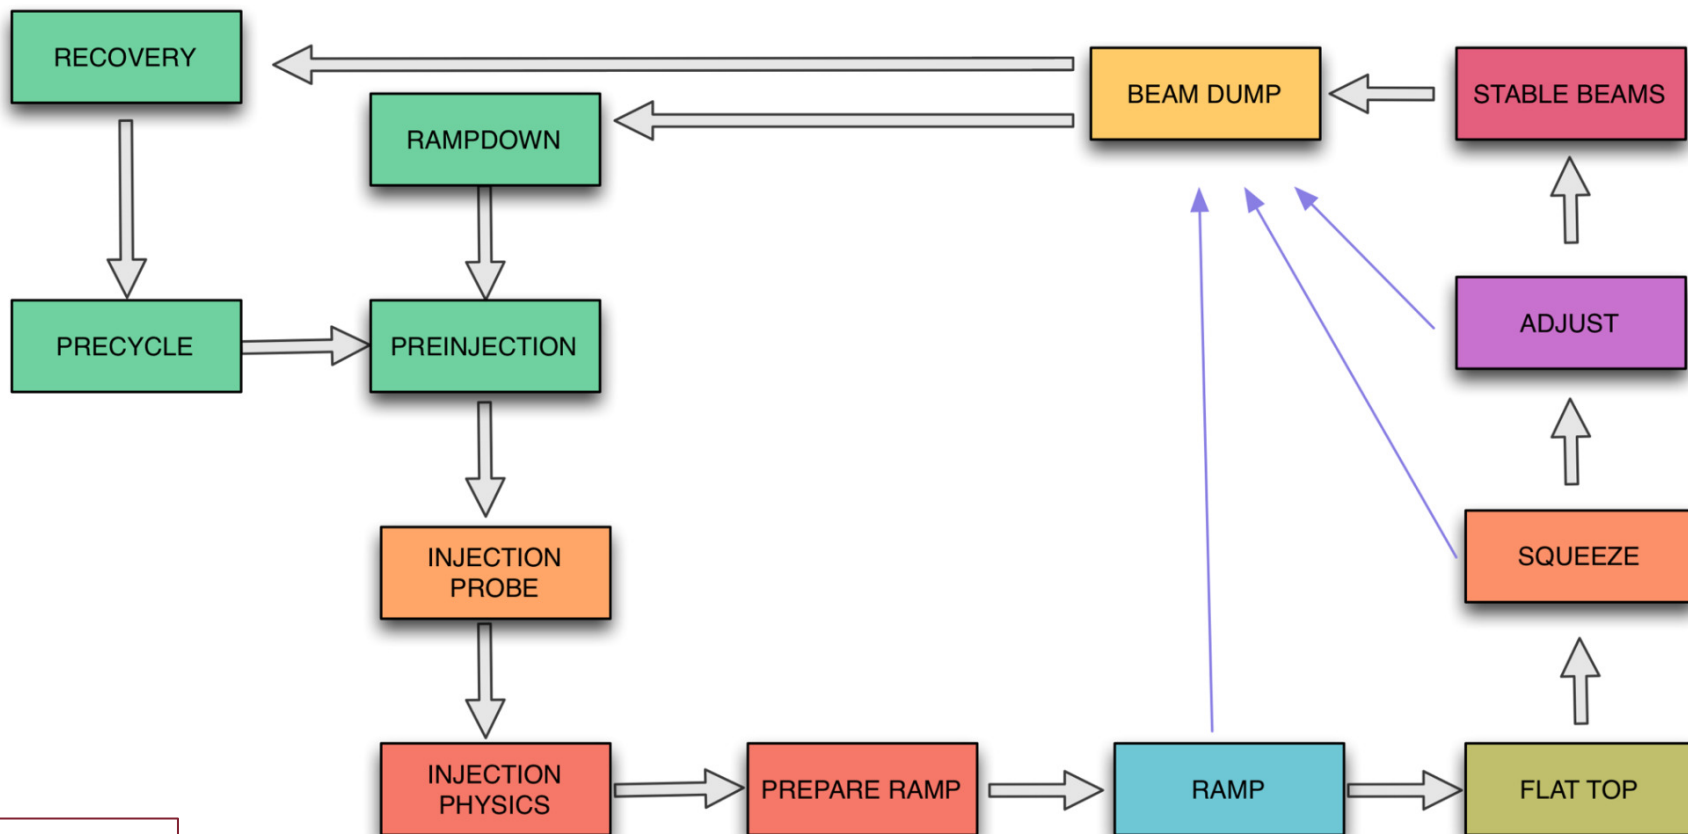 RECOVERY
BEAM DUMP
STABLE BEAMS
RAMPDOWN
ADJUST
PRECYCLE
PREINJECTION
SQUEEZE
INJECTION
PROBE
INJECTION
PHYSICS
PREPARE RAMP
RAMP
FLAT TOP